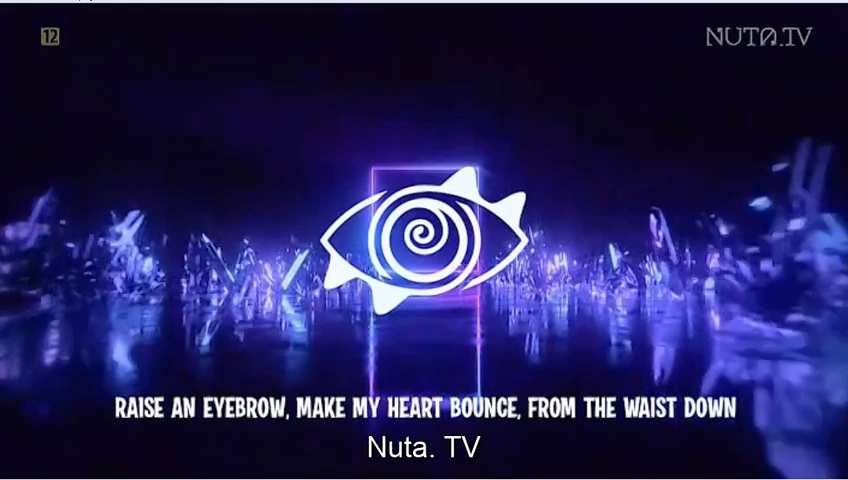 12
NUTA.TV
RAISE AN EYEBROW, MAKE MY HEART BOUNCE, FROM THE WAIST DOWN
Nuta. TV